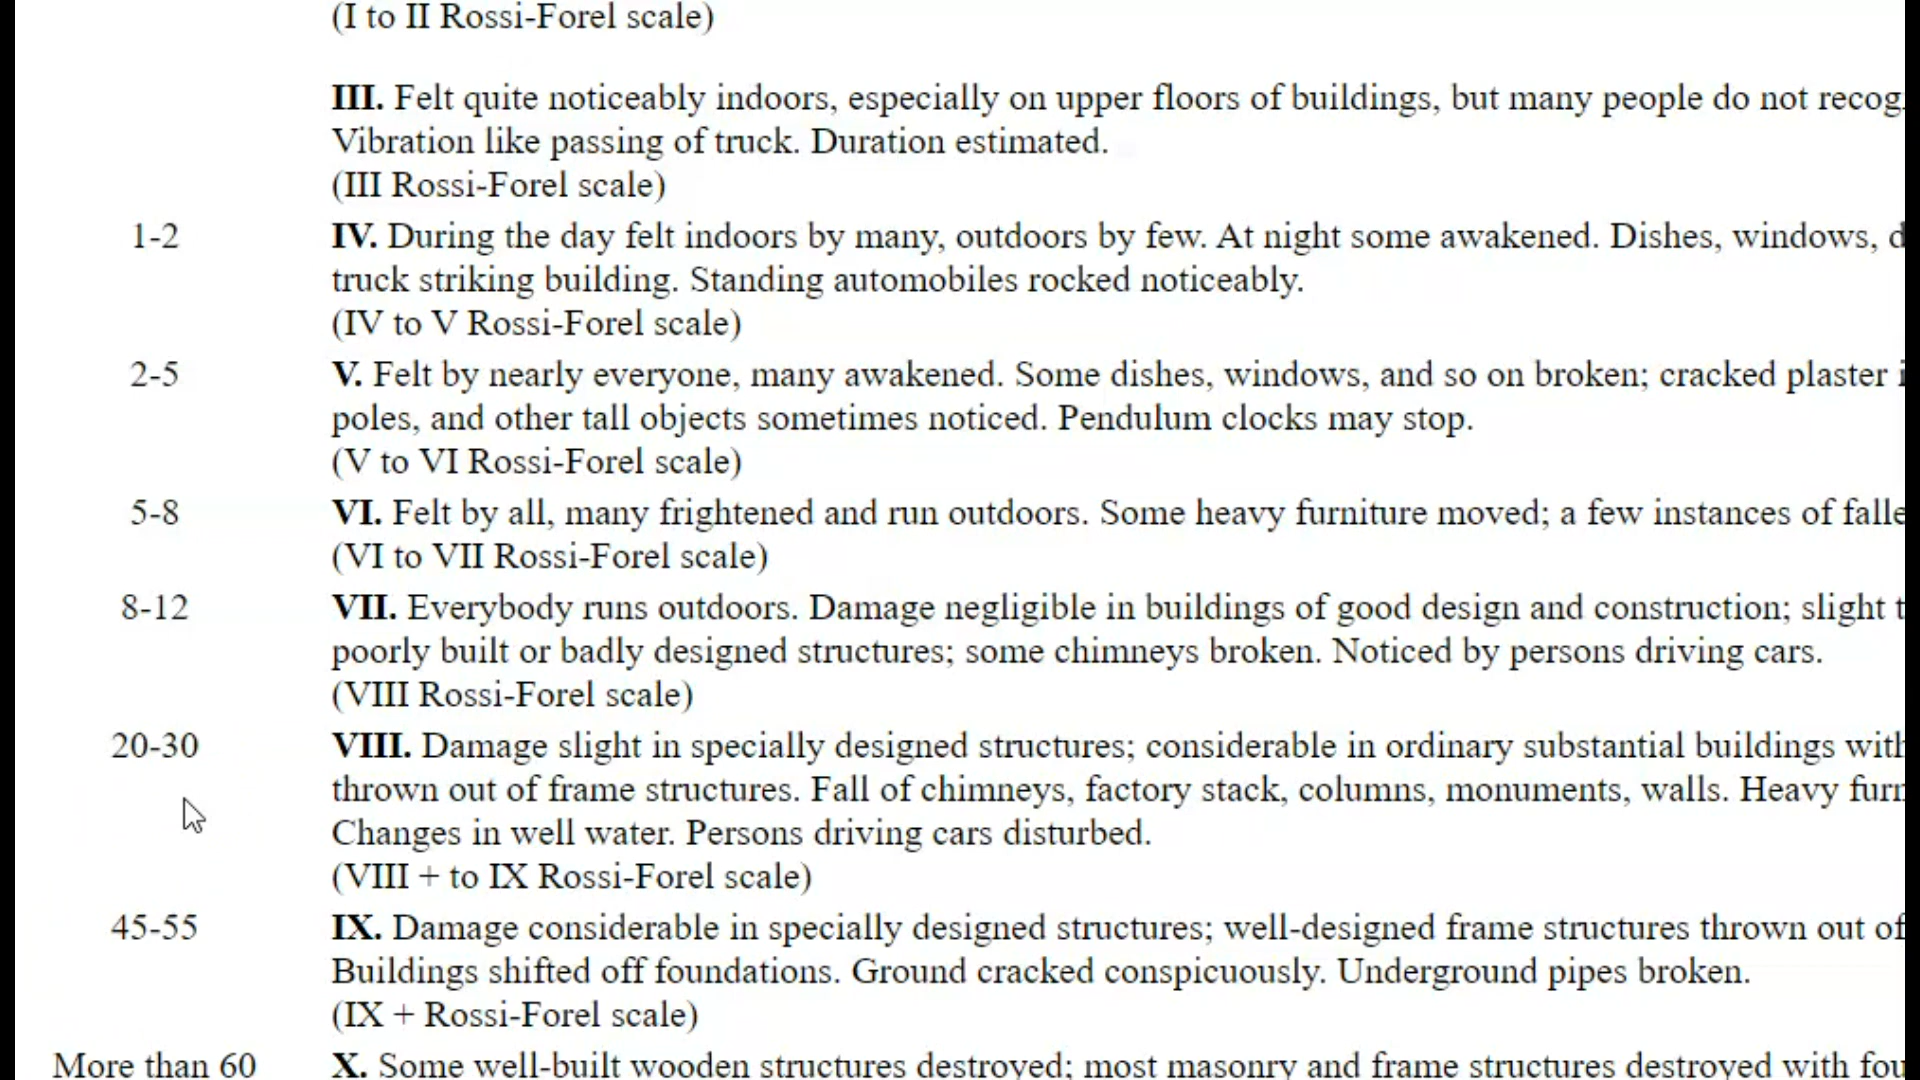 (I to II Rossi-Forel scale)
III. Felt quite noticeably indoors, especially on upper floors of buildings, but many people do not
Vibration like passing of truck. Duration estimated.
(III Rossi-Forel scale)
1-2 IV. During the day felt indoors by many, outdoors by few. At night some awakened. Dishes, windows,
truck striking building. Standing automobiles rocked noticeably.
(IV to V Rossi-Forel scale)
2-5 V. Felt by nearly everyone, many awakened. Some dishes, windows, and so on broken; cracked plaster
poles, and other tall objects sometimes noticed. Pendulum clocks may stop.
(V to VI Rossi-Forel scale)
5-8 VI. Felt by all, many frightened and run outdoors. Some heavy furniture moved; a few instances of
(VI to VII Rossi-Forel scale)
8-12 VII. Everybody runs outdoors. Damage negligible in buildings of good design and construction; slight
poorly built or badly designed structures; some chimneys broken. Noticed by persons driving cars.
(VIII Rossi-Forel scale)
20-30 VIII. Damage slight in specially designed structures; considerable in ordinary substantial buildings
thrown out of frame structures. Fall of chimneys, factory stack, columns, monuments, walls. Heavy
Changes in well water. Persons driving cars disturbed.
(VIII + to IX Rossi-Forel scale)
45-55 IX. Damage considerable in specially designed structures; well-designed frame structures thrown out of
Buildings shifted off foundations. Ground cracked conspicuously. Underground pipes broken.
(IX + Rossi-Forel scale)
More than 60 X. Some well-built wooden structures destroyed; most masonry and frame structures destroyed with